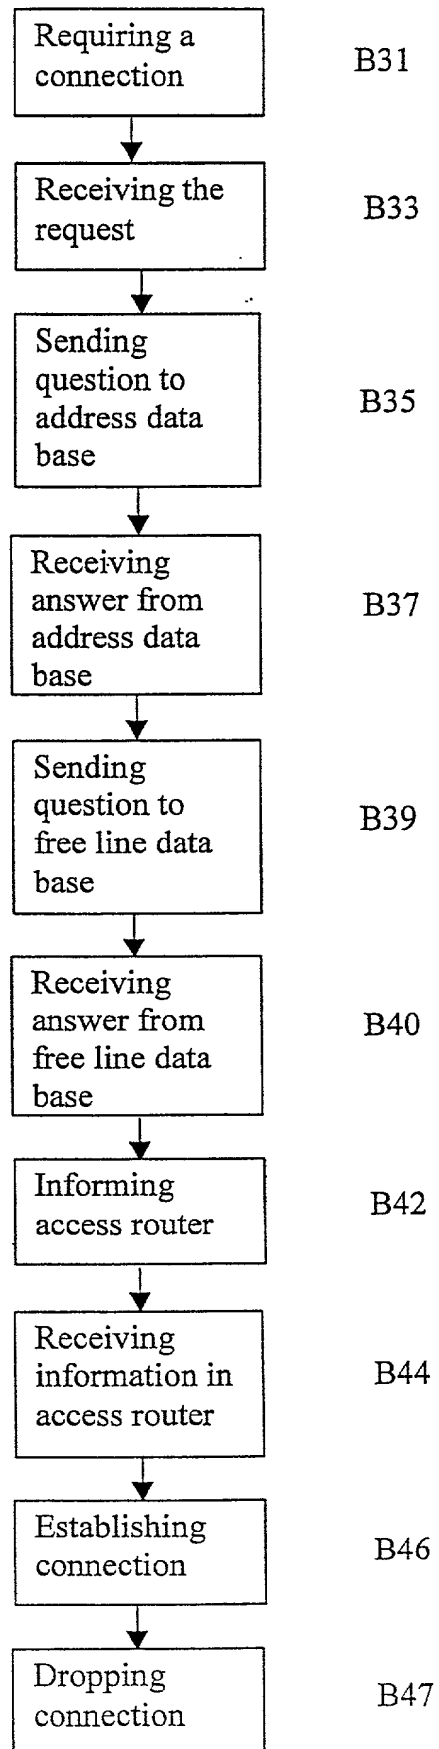 Requiring a
connection
B31
Receiving the
request
B33
Sending
question to
address data
base
B35
Receiving
answer from
address data
base
B37
Sending
question to
free line data
base
B39
Receiving
answer from
free line data
base
B40
Informing
access router
B42
Receiving
information in
access router
B44
Establishing
connection
B46
Dropping
connection
B47